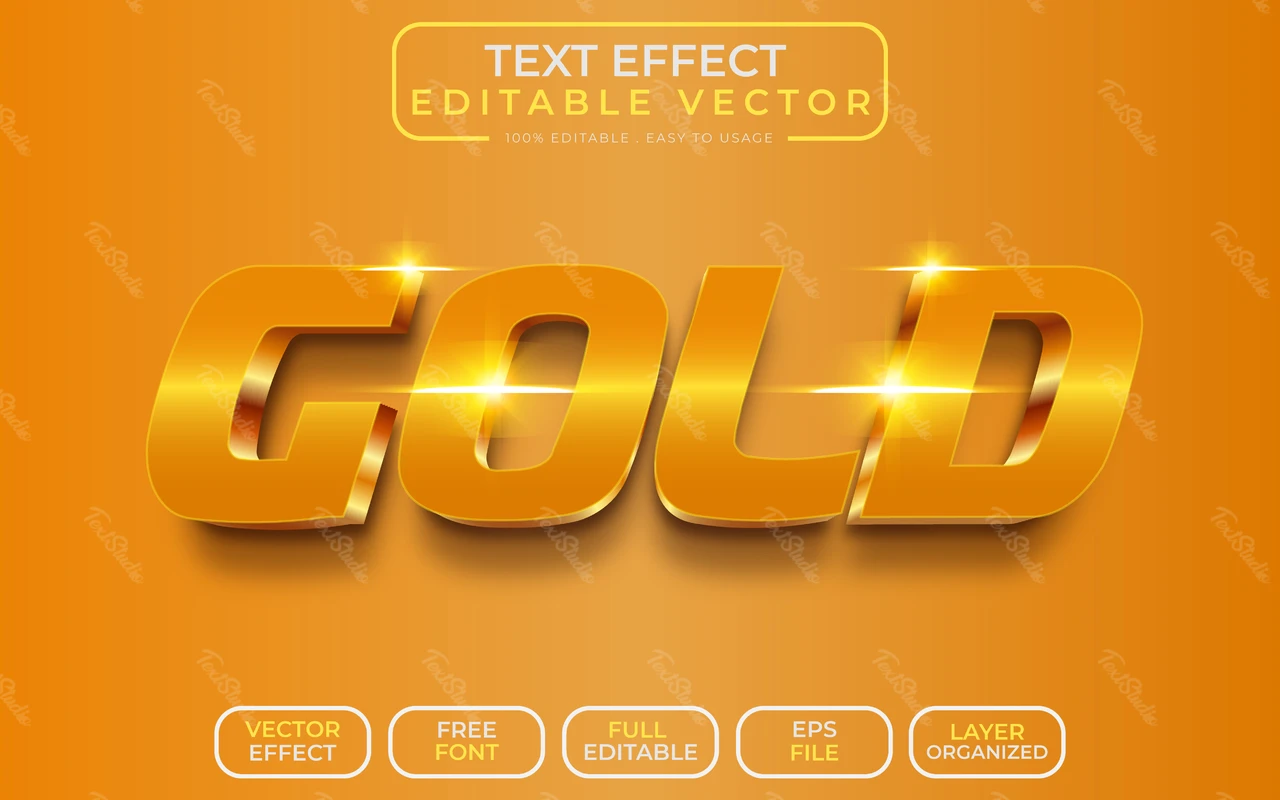 TEXT EFFECT
EDITABLE VECTOR
100% EDITABLE . EASY TO USAGE
GOLD
VECTOR
EFFECT
FREE
FONT
FULL
EDITABLE
EPS
FILE
LAYER
ORGANIZED
TextStudio